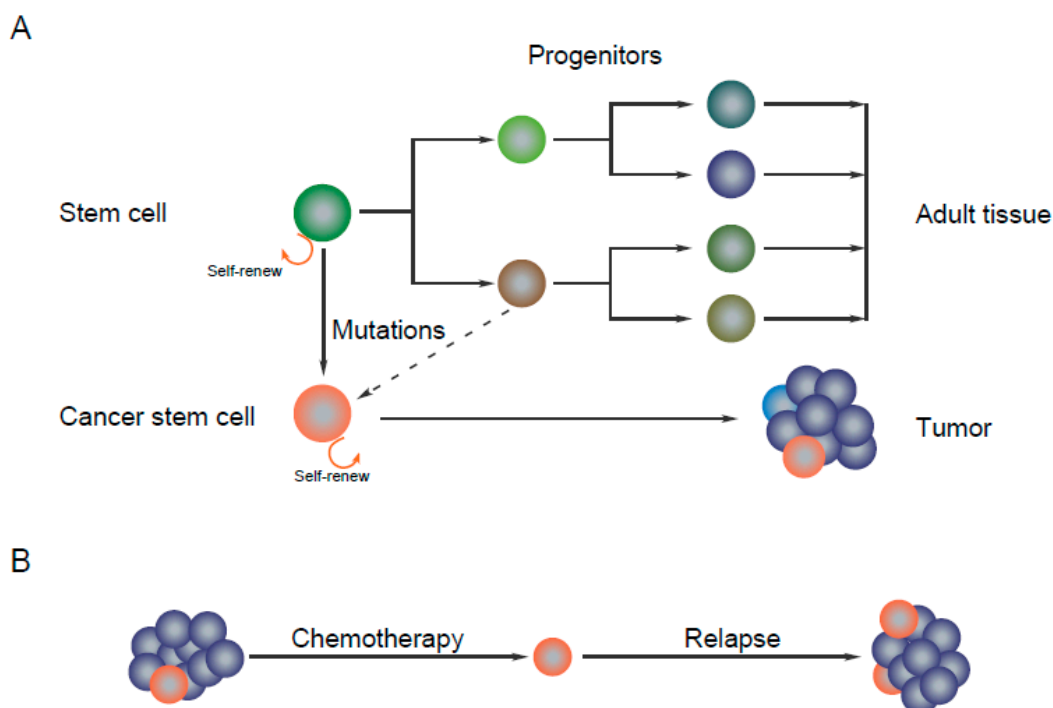 A
Progenitors
Stem cell
Adult tissue
Self-renew
Mutations
Cancer stem cell
Tumor
Self-renew
B
Chemotherapy
Relapse